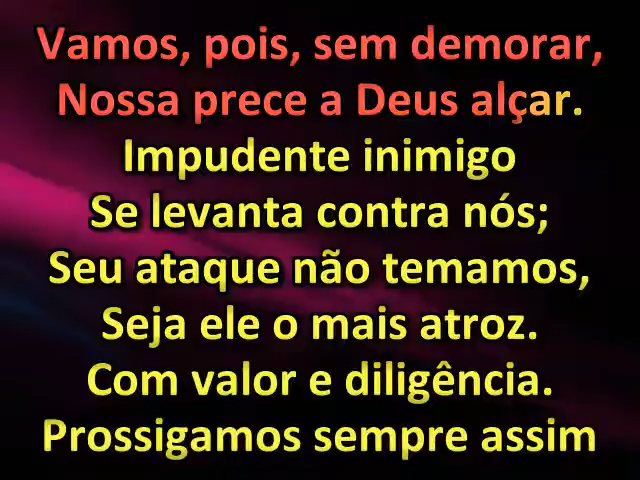 Vamos, pois, sem demorar,
Nossa prece a Deus alçar.
Impudente inimigo
Se levanta contra nós;
Seu ataque não temamos,
Seja ele o mais atroz.
Com valor e diligência.
Prossigamos sempre assim